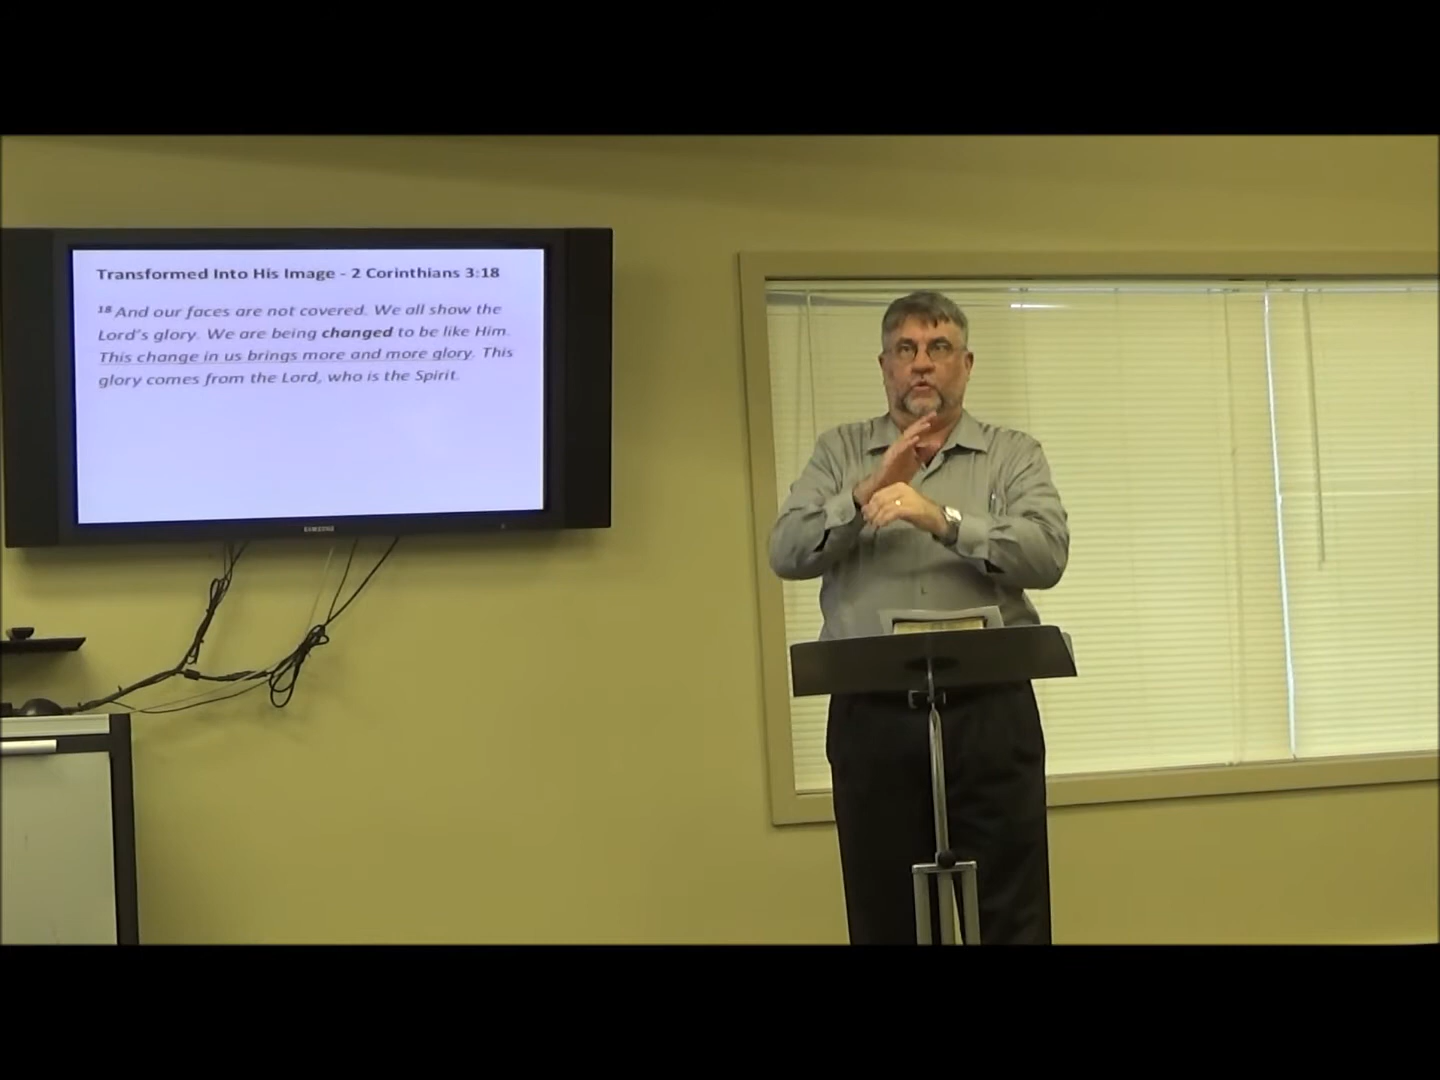 Transformed Into His Image - 2 Corinthians 3:18
18 And our faces are not covered. We all show the
Lord's glory. We are being changed to be like Him.
This change in us brings more and more glory. This
glory comes from the Lord, who is the Spirit.
SAMSUNG